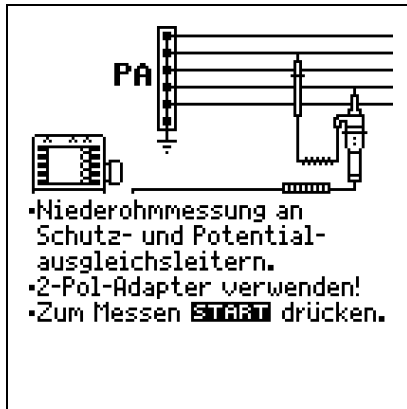 PA
•Niederohmmessung an
Schutz- und Potential-
ausgleichsleitern.
•2-Pol-Adapter verwenden!
•Zum Messen START drücken.